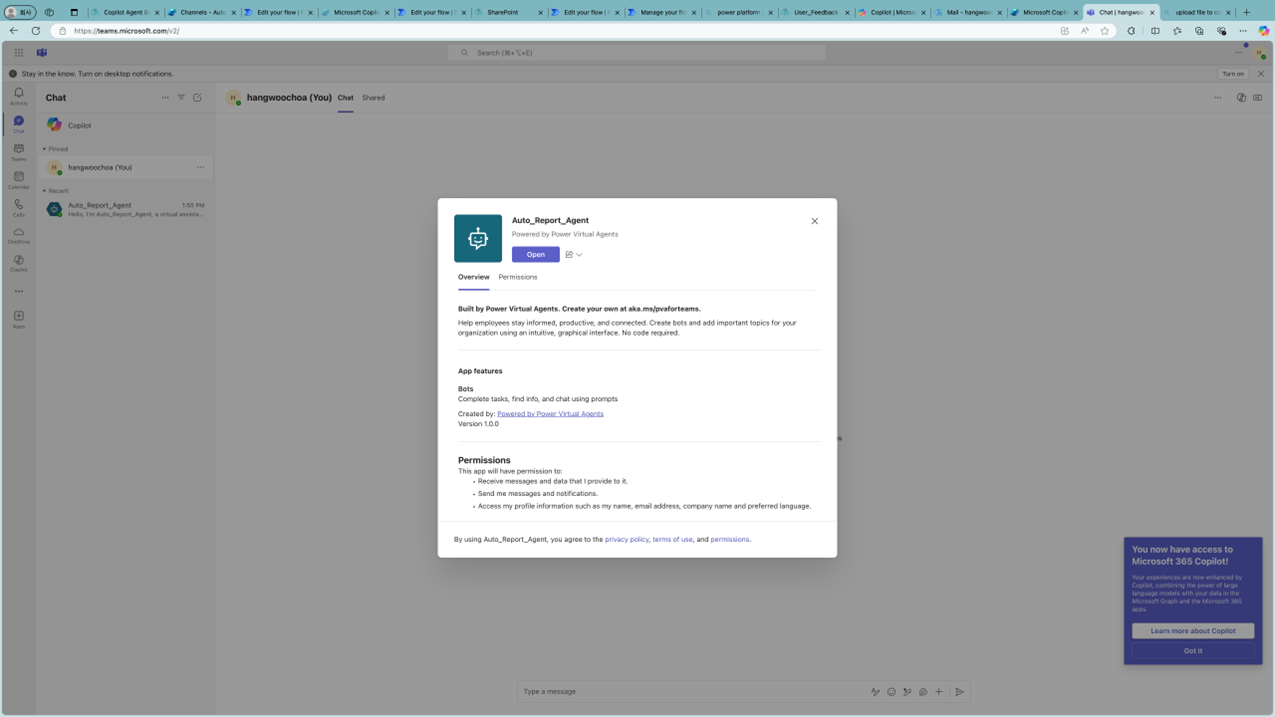 회사
Copilot Agent B
Channels - Auto
Edit your flow |
Microsoft Copil
Edit your flow |
SharePoint
Edit your flow |
Manage your fl
power platform
User_Feedback
Copilot | Micros
Mail - hangwoo
Microsoft Copil
Chat | hangwoo
upload file to c
https://teams.microsoft.com/v2/
Search (⌘+⌥+E)
Stay in the know. Turn on desktop notifications.
Turn on
Activity
Chat
Teams
Calendar
Calls
OneDrive
Copilot
Apps
Chat
Copilot
Pinned
hangwoochoa (You)
Recent
Auto_Report_Agent 1:55 PM
Hello, I'm Auto_Report_Agent, a virtual assista...
H hangwoochoa (You) Chat Shared
Auto_Report_Agent
Powered by Power Virtual Agents
Open
Overview Permissions
Built by Power Virtual Agents. Create your own at aka.ms/pvaforteams.
Help employees stay informed, productive, and connected. Create bots and add important topics for your
organization using an intuitive, graphical interface. No code required.
App features
Bots
Complete tasks, find info, and chat using prompts
Created by: Powered by Power Virtual Agents
Version 1.0.0
Permissions
This app will have permission to:
• Receive messages and data that I provide to it.
• Send me messages and notifications.
• Access my profile information such as my name, email address, company name and preferred language.
By using Auto_Report_Agent, you agree to the privacy policy, terms of use, and permissions.
You now have access to
Microsoft 365 Copilot!
Your experiences are now enhanced by
Copilot, combining the power of large
language models with your data in the
Microsoft Graph and the Microsoft 365
apps.
Learn more about Copilot
Got it
Type a message